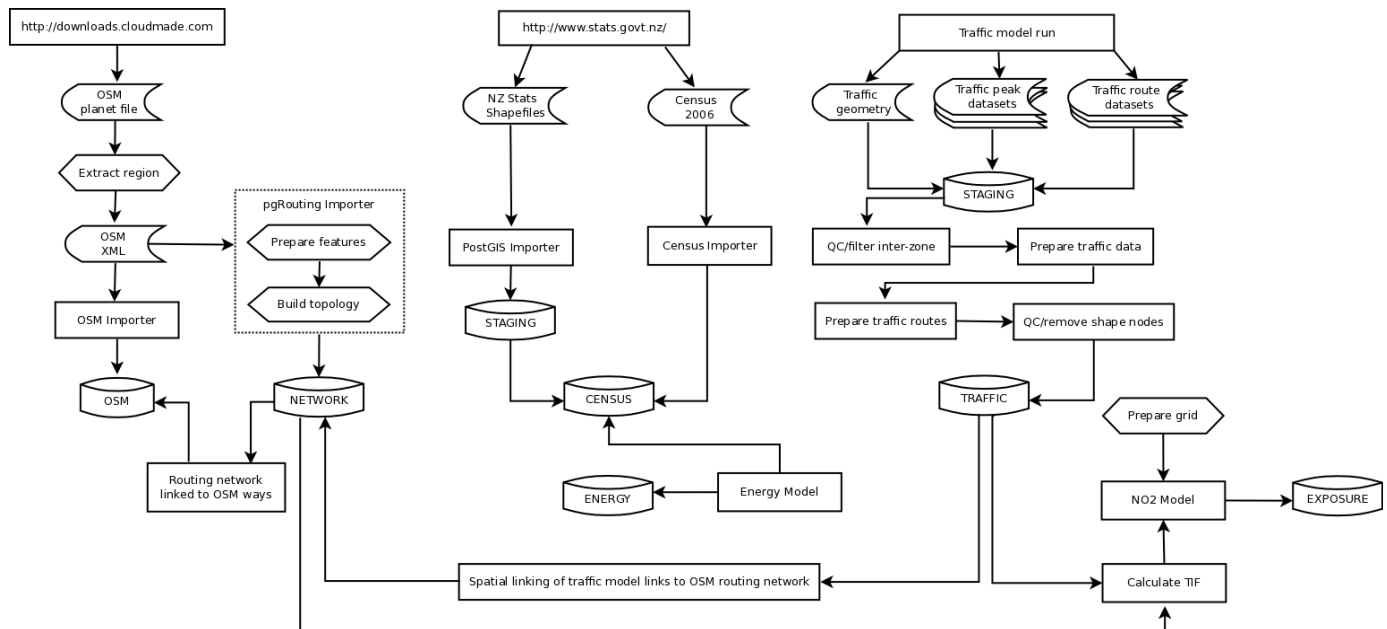 http://downloads.cloudmade.com
http://www.stats.govt.nz/
Traffic model run
OSM
planet file
NZ Stats
Shapefiles
Census
2006
Traffic
geometry
Traffic peak
datasets
Traffic route
datasets
Extract region
STAGING
pgRouting Importer
OSM
XML
Prepare features
PostGIS Importer
Census Importer
QC/filter inter-zone
Prepare traffic data
Build topology
OSM Importer
STAGING
Prepare traffic routes
QC/remove shape nodes
OSM
NETWORK
CENSUS
TRAFFIC
Prepare grid
Routing network
linked to OSM ways
ENERGY
Energy Model
NO2 Model
EXPOSURE
Spatial linking of traffic model links to OSM routing network
Calculate TIF